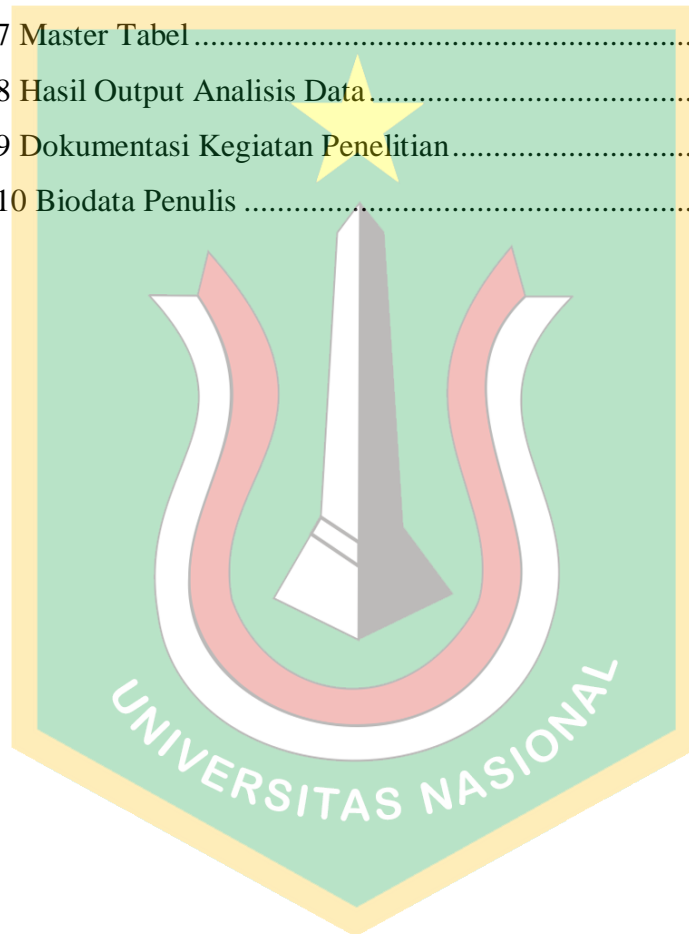 7 Master Tabel
8 Hasil Output Analisis Data
9 Dokumentasi Kegiatan Penelitian
10 Biodata Penulis
UNIVERSITAS NASIONAL